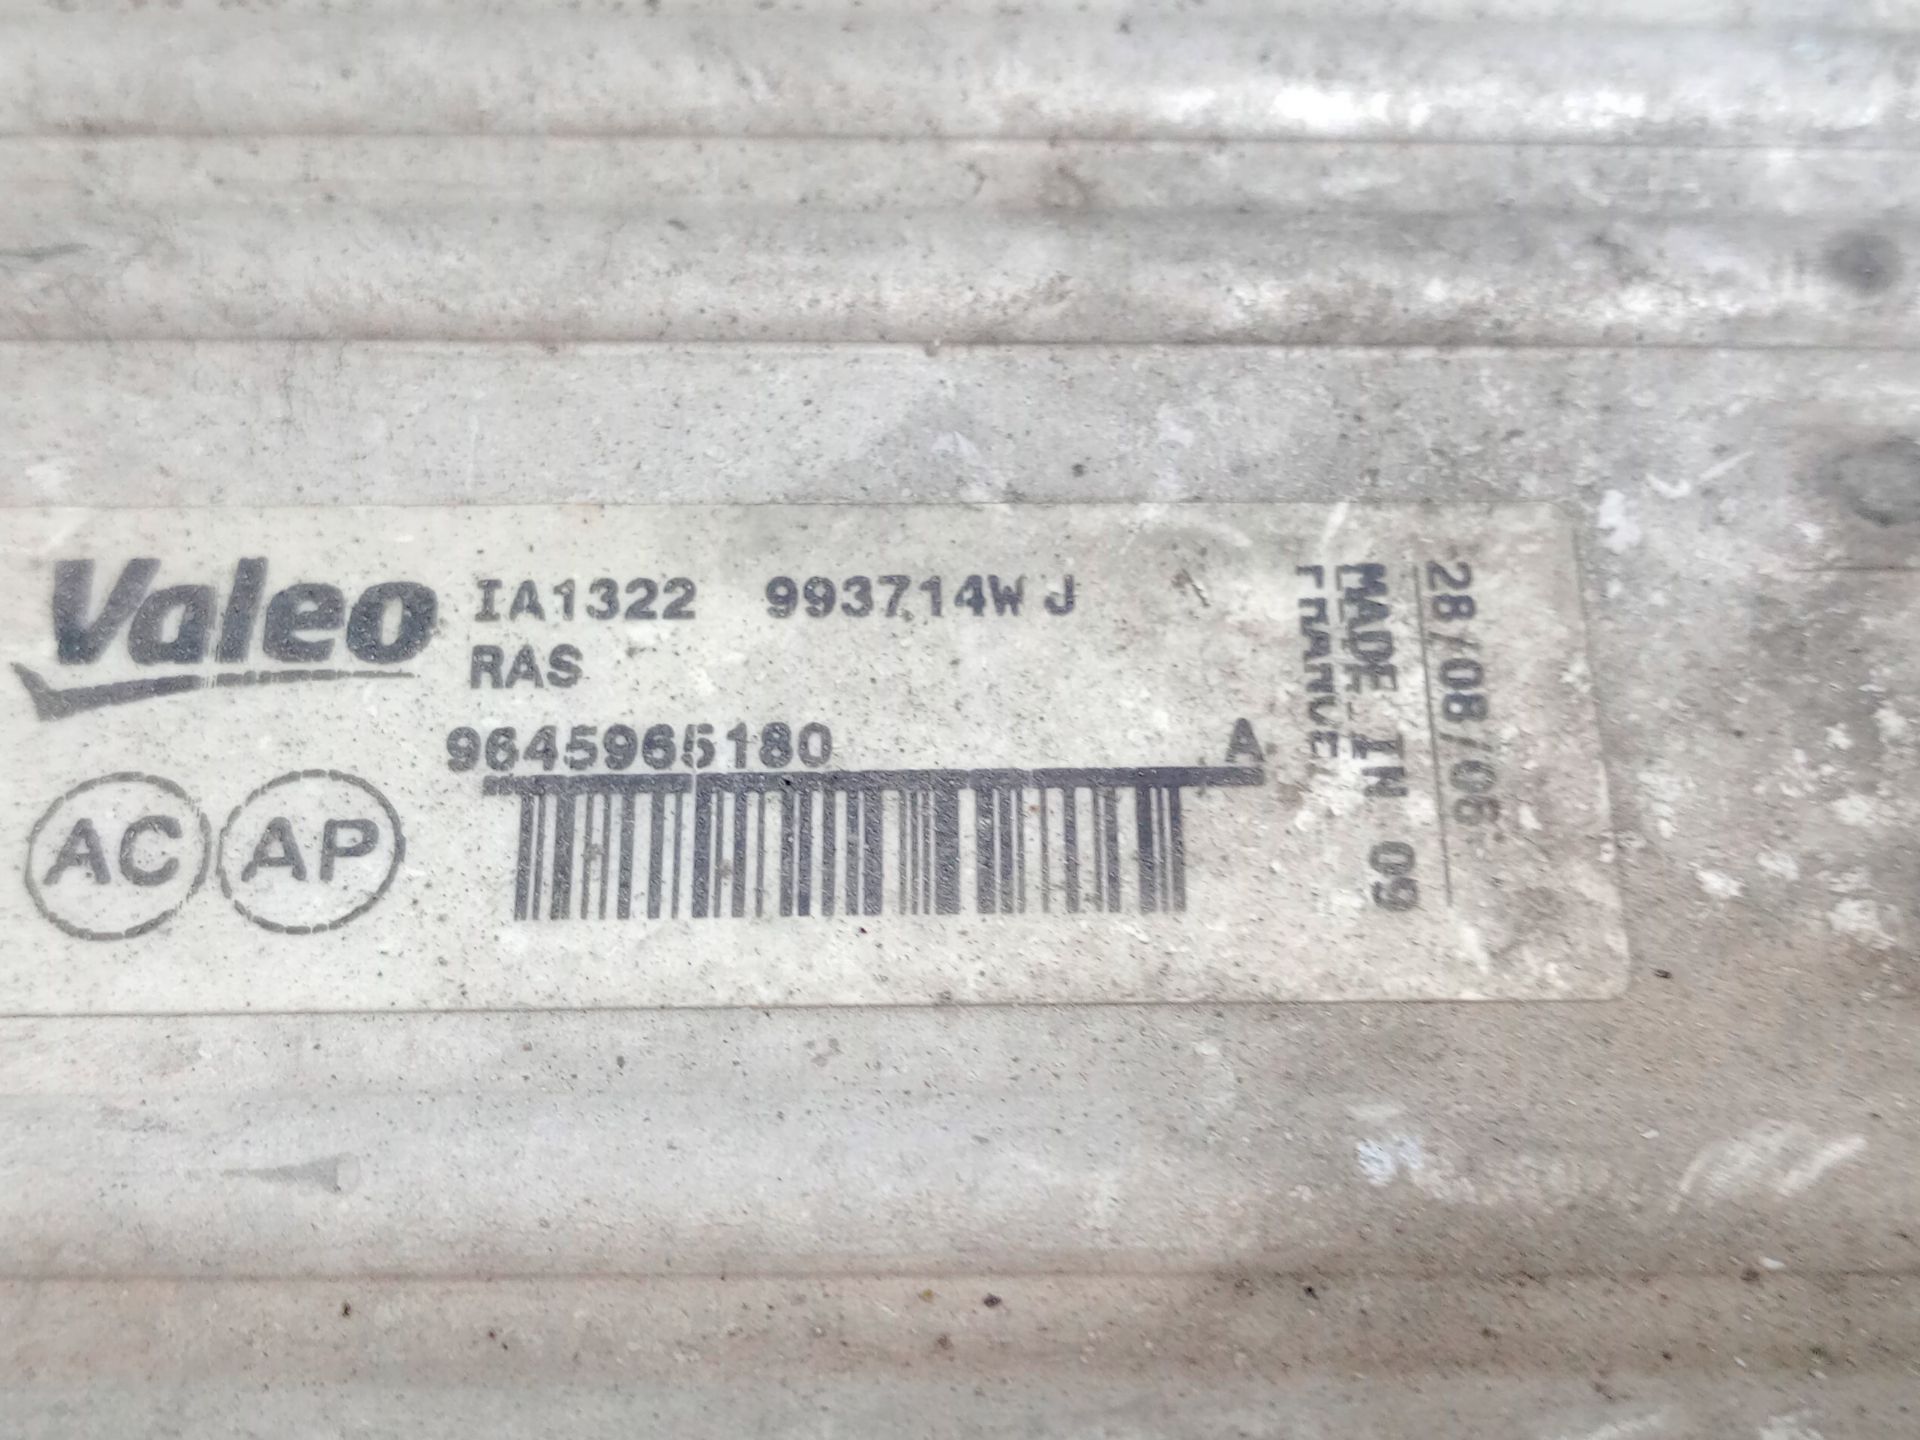 Valeo
IA1322 993714W J
RAS
9645965180 A
AC AP
MADE IN 09
FRANCE
28/08/06